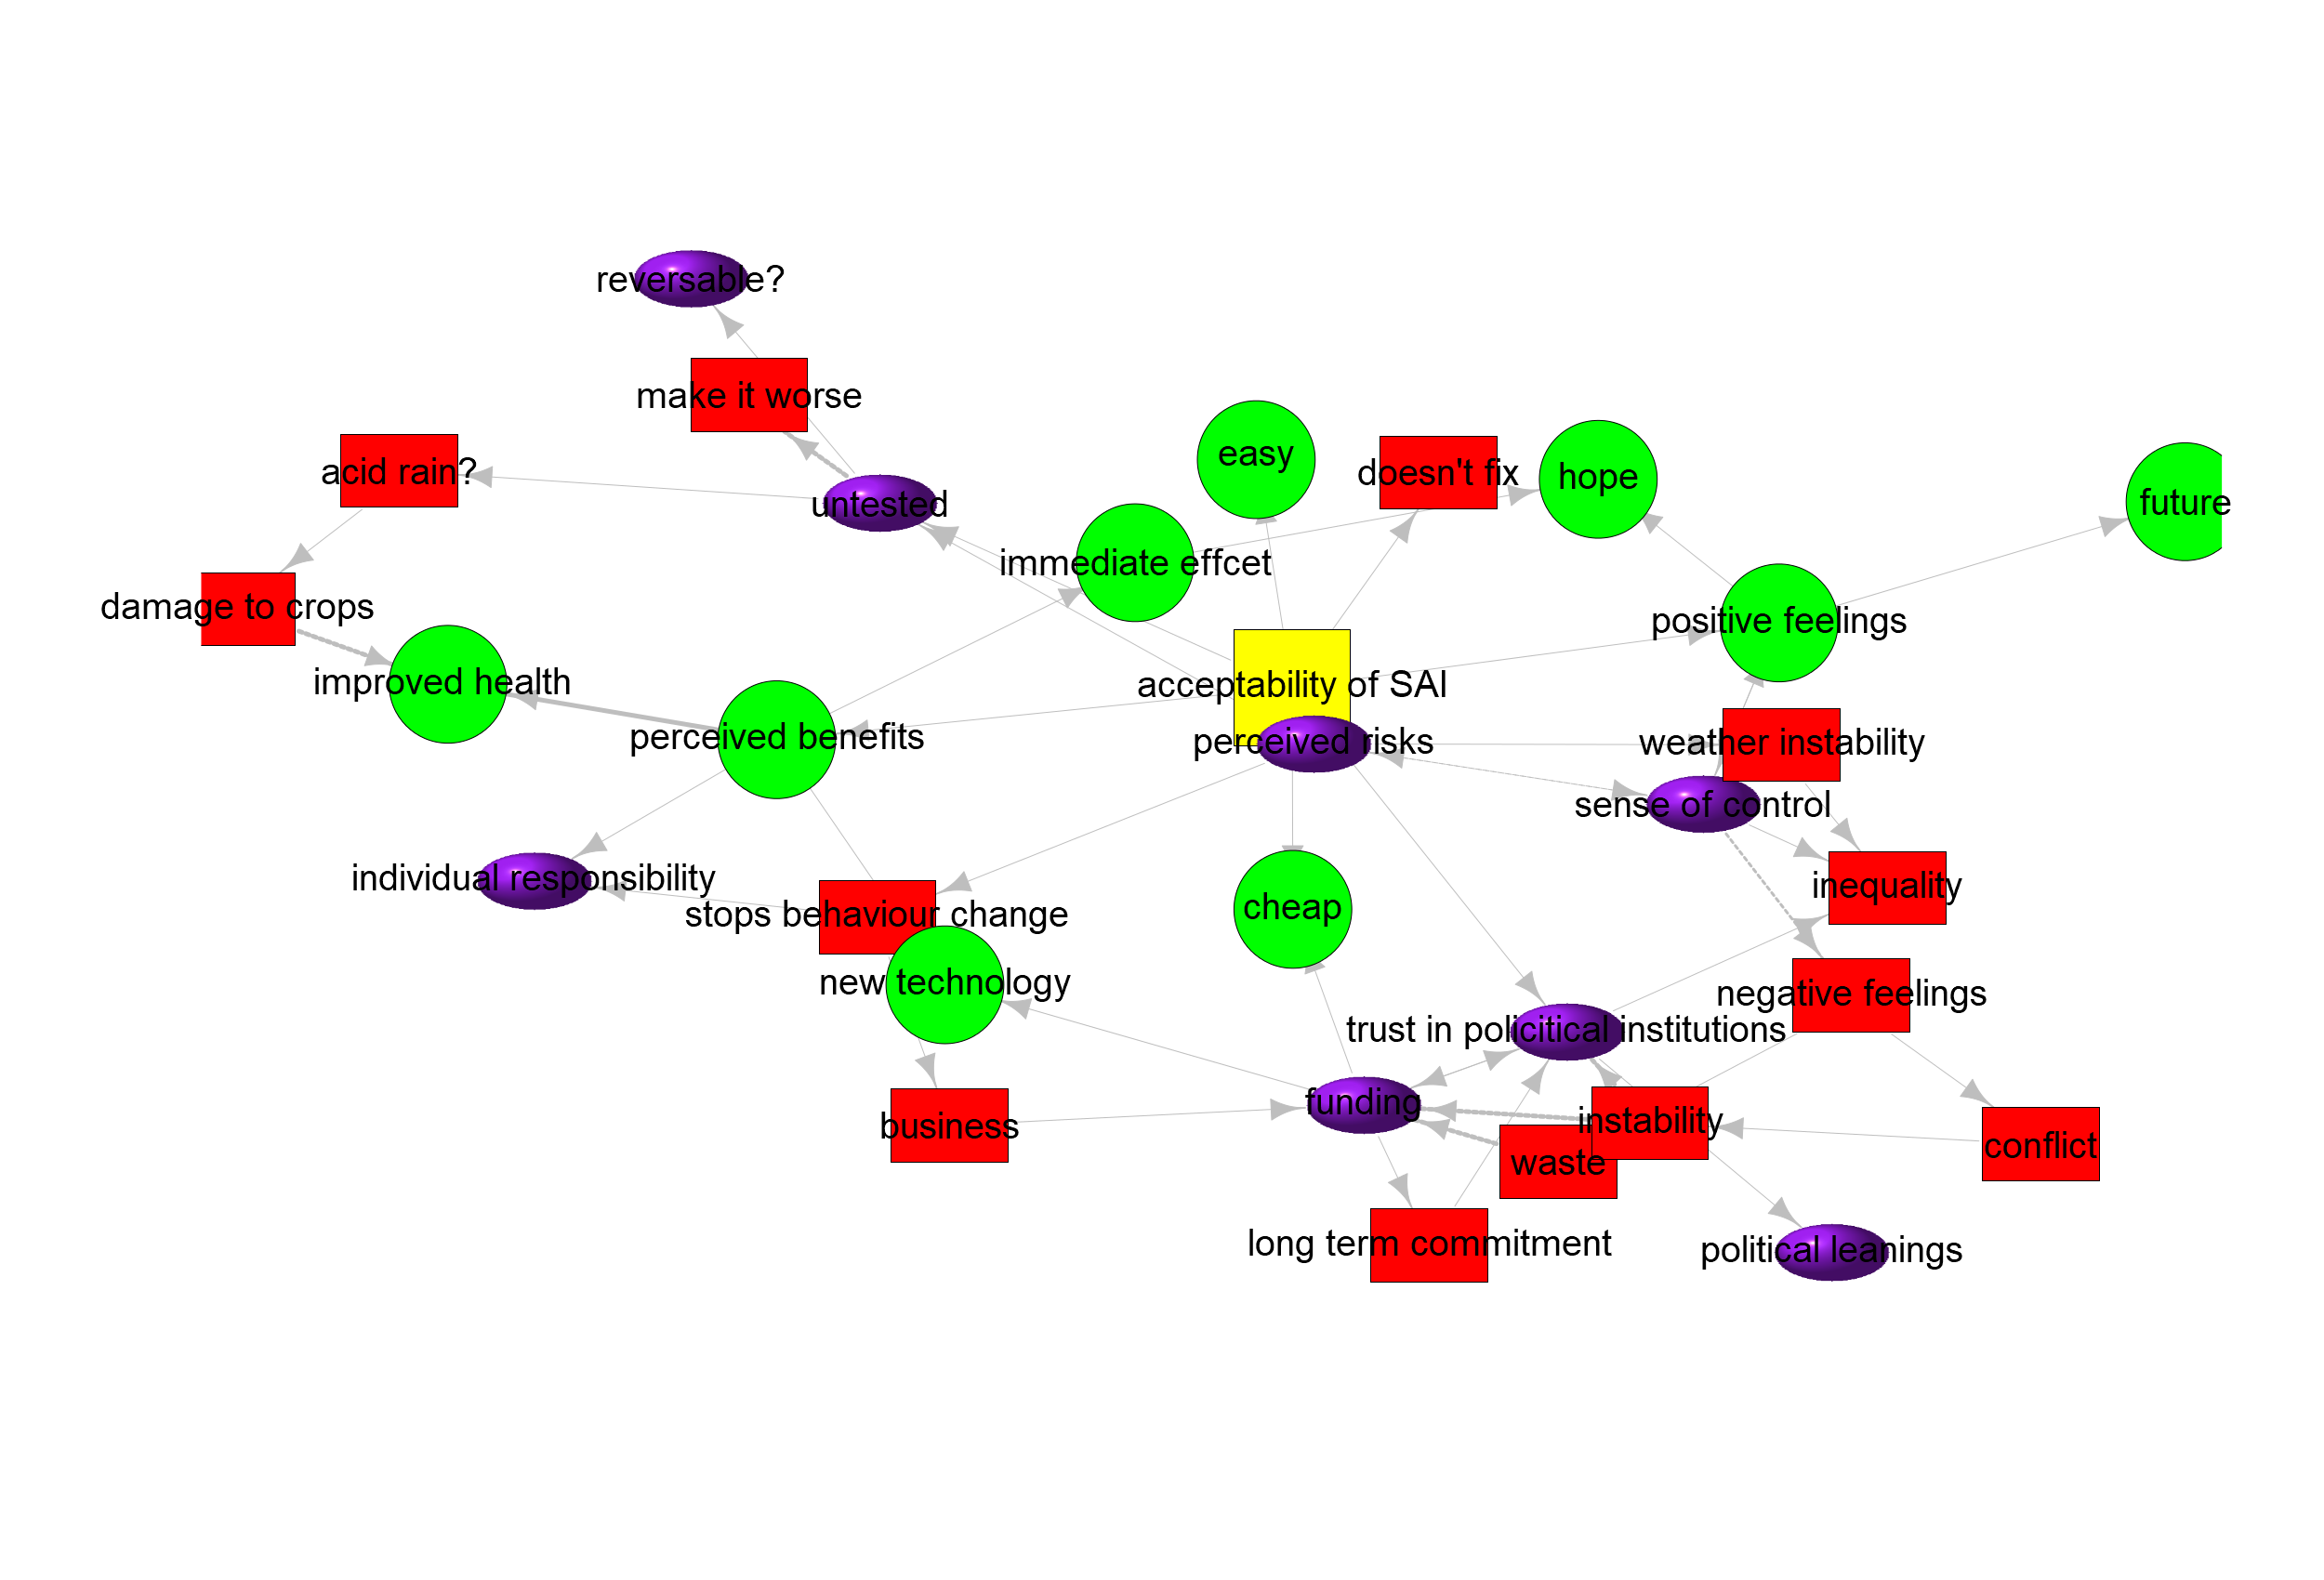 reversable?
make it worse
easy
acid rain?
doesn't fix
hope
untested
future
immediate effcet
damage to crops
positive feelings
improved health
acceptability of SAI
perceived benefits
perceived risks
weather instability
sense of control
individual responsibility
inequality
cheap
stops behaviour change
new technology
negative feelings
trust in policitical institutions
funding
business
instability
conflict
waste
long term commitment
political leanings